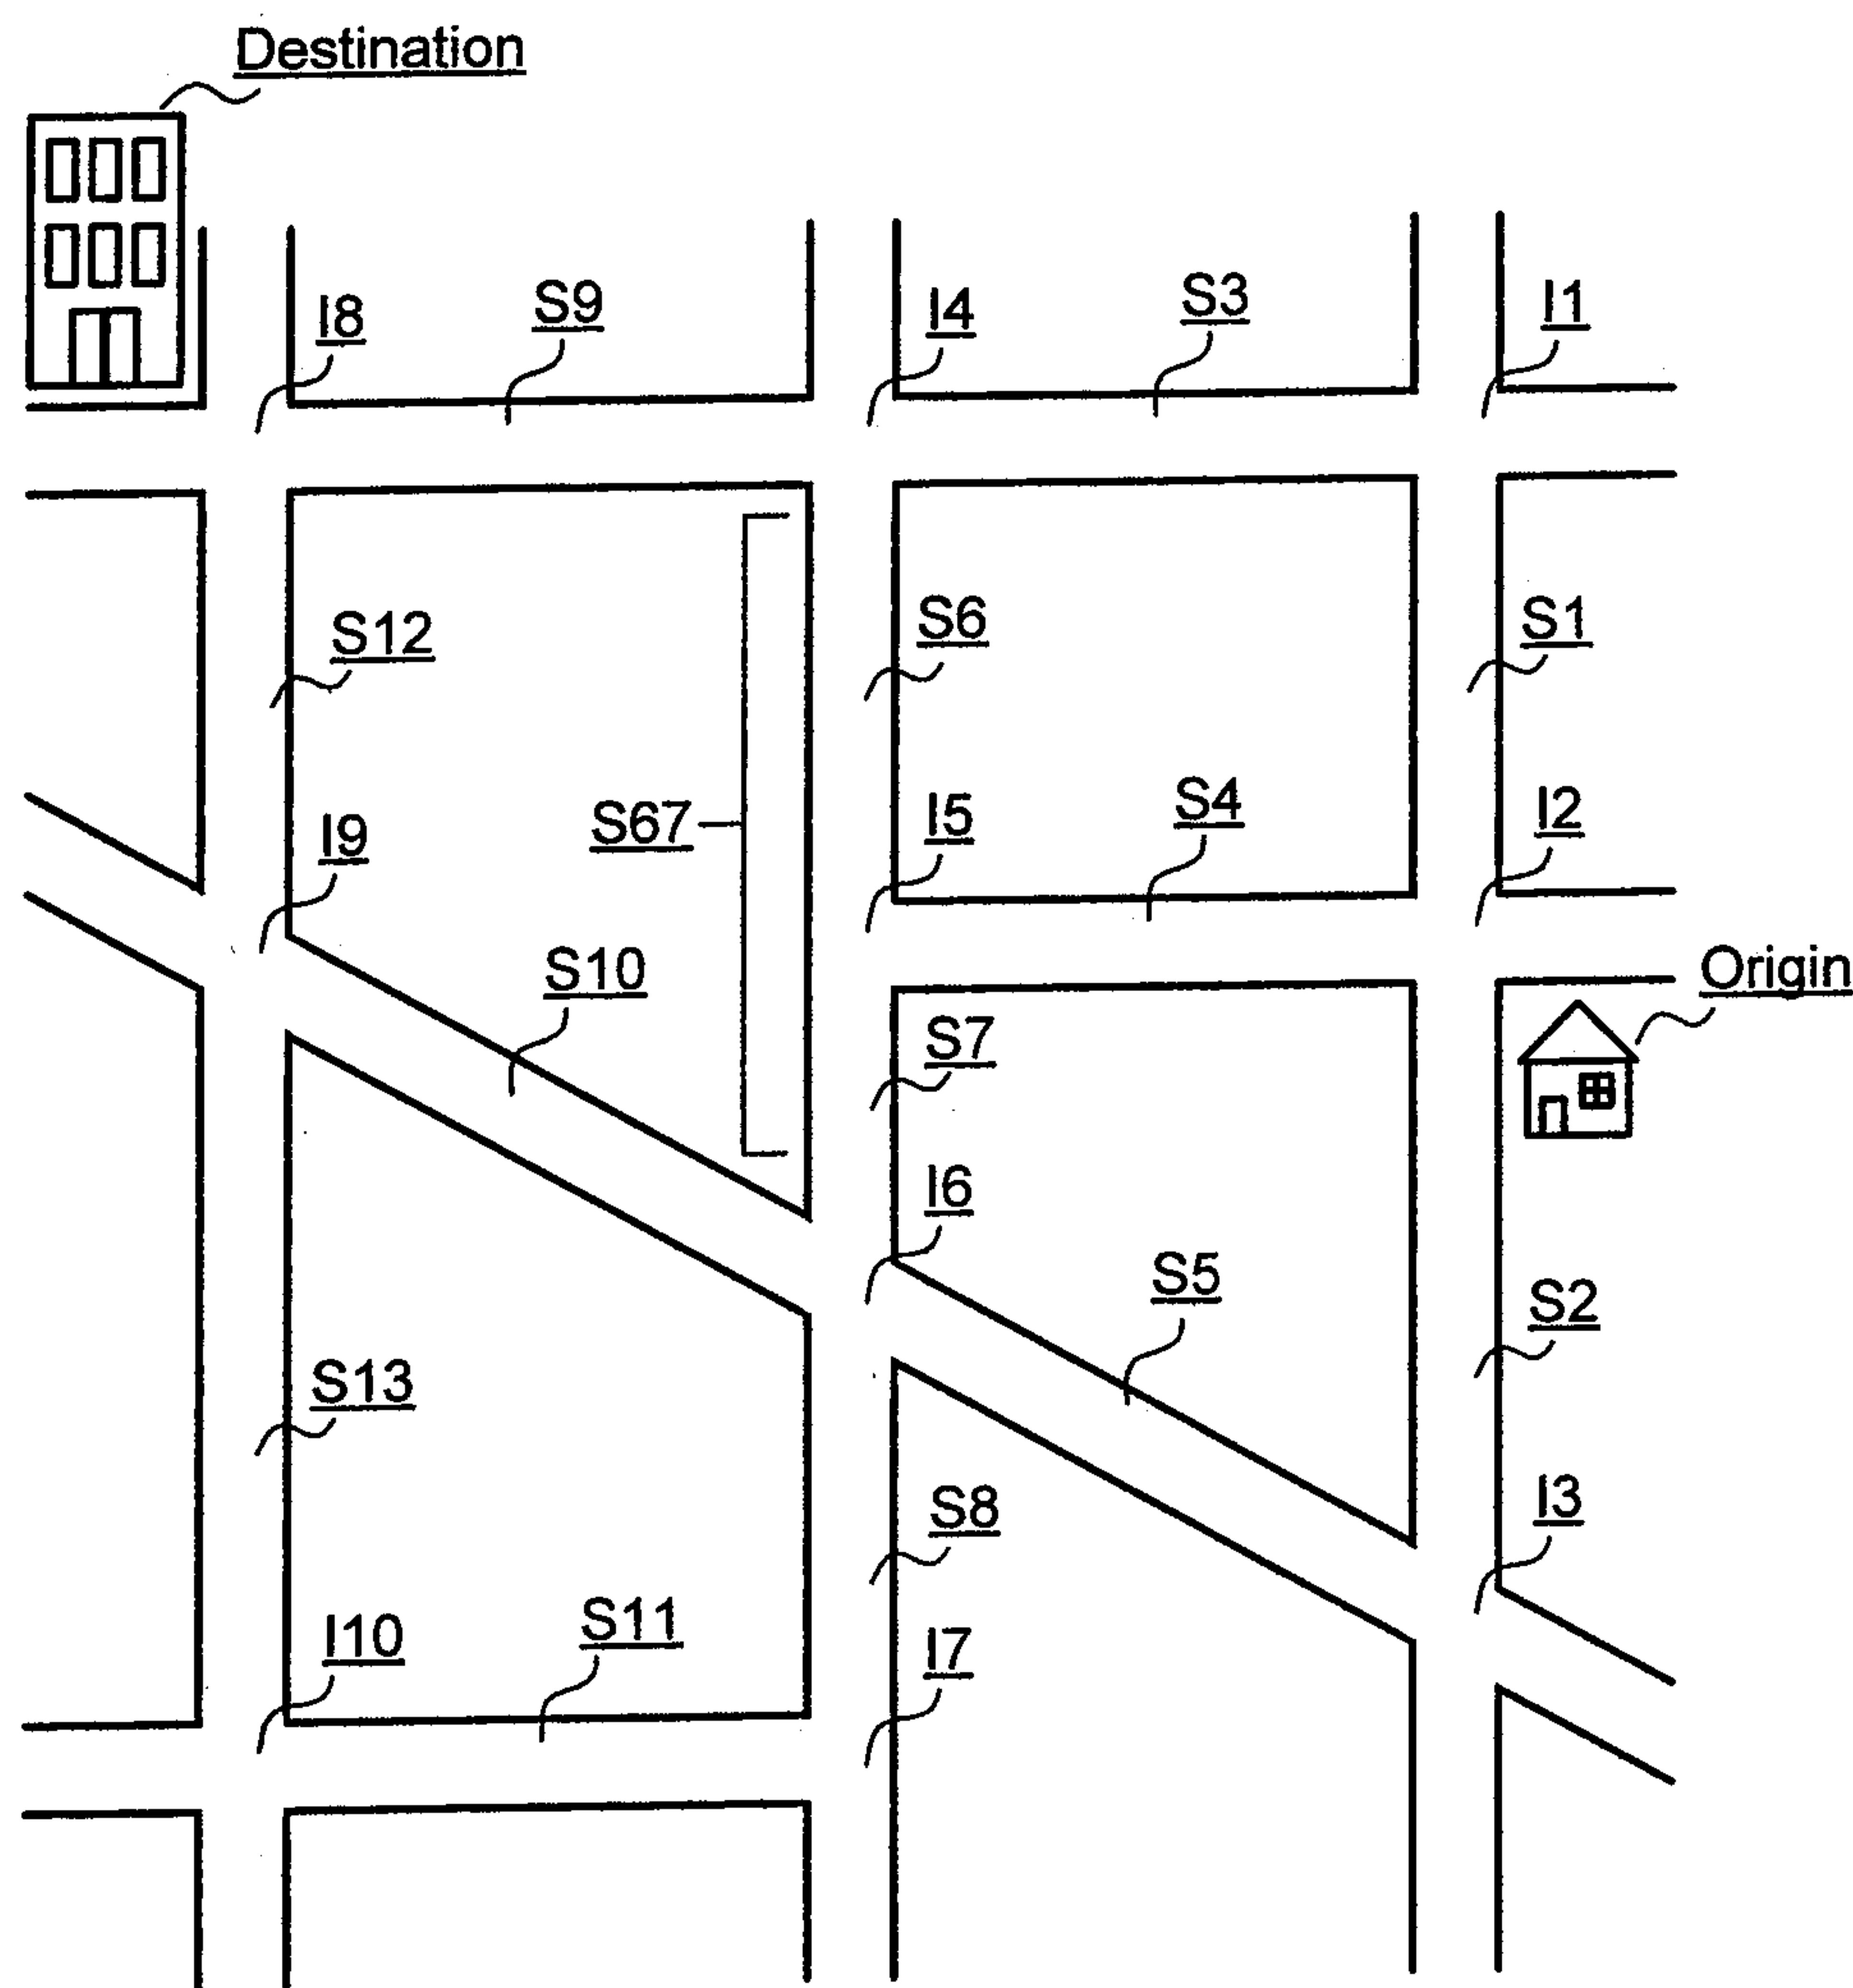 Destination
I8
S9
I4
S3
I1
S12
S6
S1
S67
I5
S4
I2
I9
S10
Origin
S7
I6
S5
S2
S13
S8
I3
I10
S11
I7